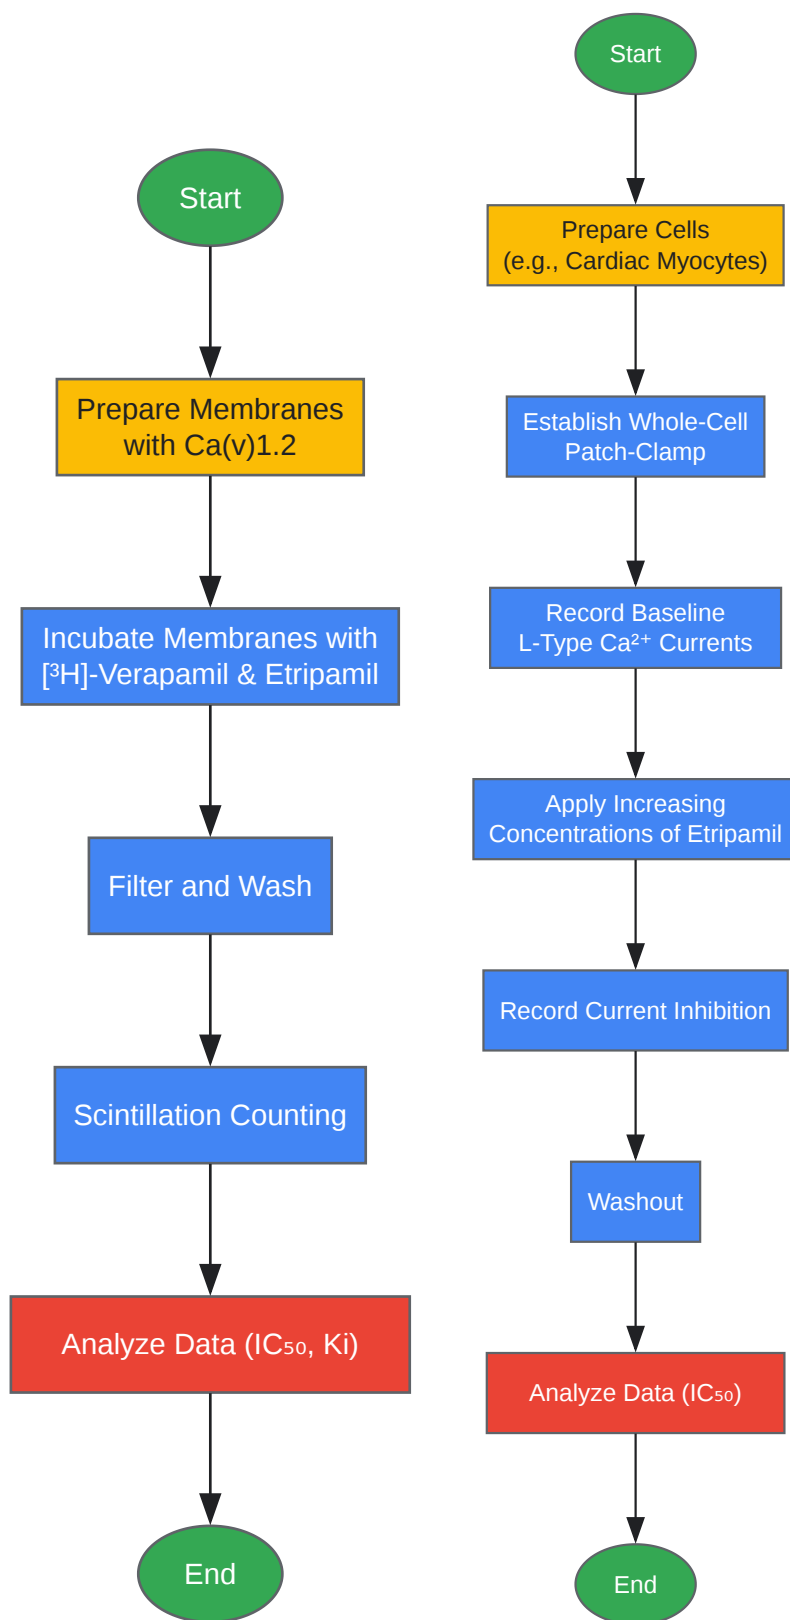 Start
Prepare Membranes
with Ca(v)1.2
Incubate Membranes with
[³H]-Verapamil & Etripamil
Filter and Wash
Scintillation Counting
Analyze Data (IC₅₀, Ki)
End
Start
Prepare Cells
(e.g., Cardiac Myocytes)
Establish Whole-Cell
Patch-Clamp
Record Baseline
L-Type Ca²⁺ Currents
Apply Increasing
Concentrations of Etripamil
Record Current Inhibition
Washout
Analyze Data (IC₅₀)
End